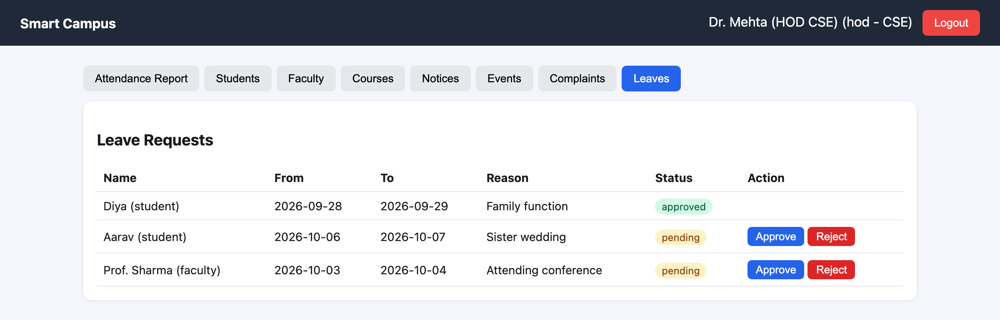 Smart Campus
Dr. Mehta (HOD CSE) (hod - CSE) Logout
Attendance Report Students Faculty Courses Notices Events Complaints Leaves
Leave Requests
Name From To Reason Status Action
Diya (student) 2026-09-28 2026-09-29 Family function approved
Aarav (student) 2026-10-06 2026-10-07 Sister wedding pending Approve Reject
Prof. Sharma (faculty) 2026-10-03 2026-10-04 Attending conference pending Approve Reject